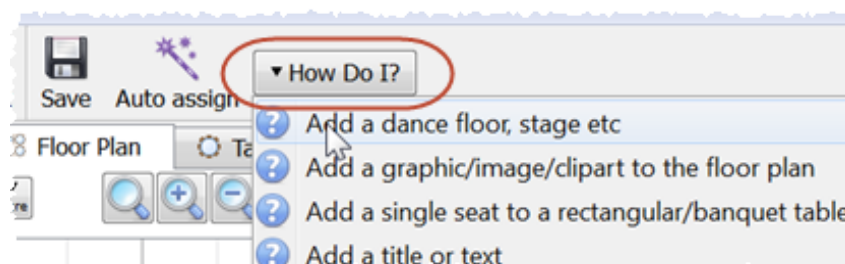 How Do I?
Save Auto assign
Add a dance floor, stage etc
Floor Plan Ta
Add a graphic/image/clipart to the floor plan
Add a single seat to a rectangular/banquet table
Add a title or text